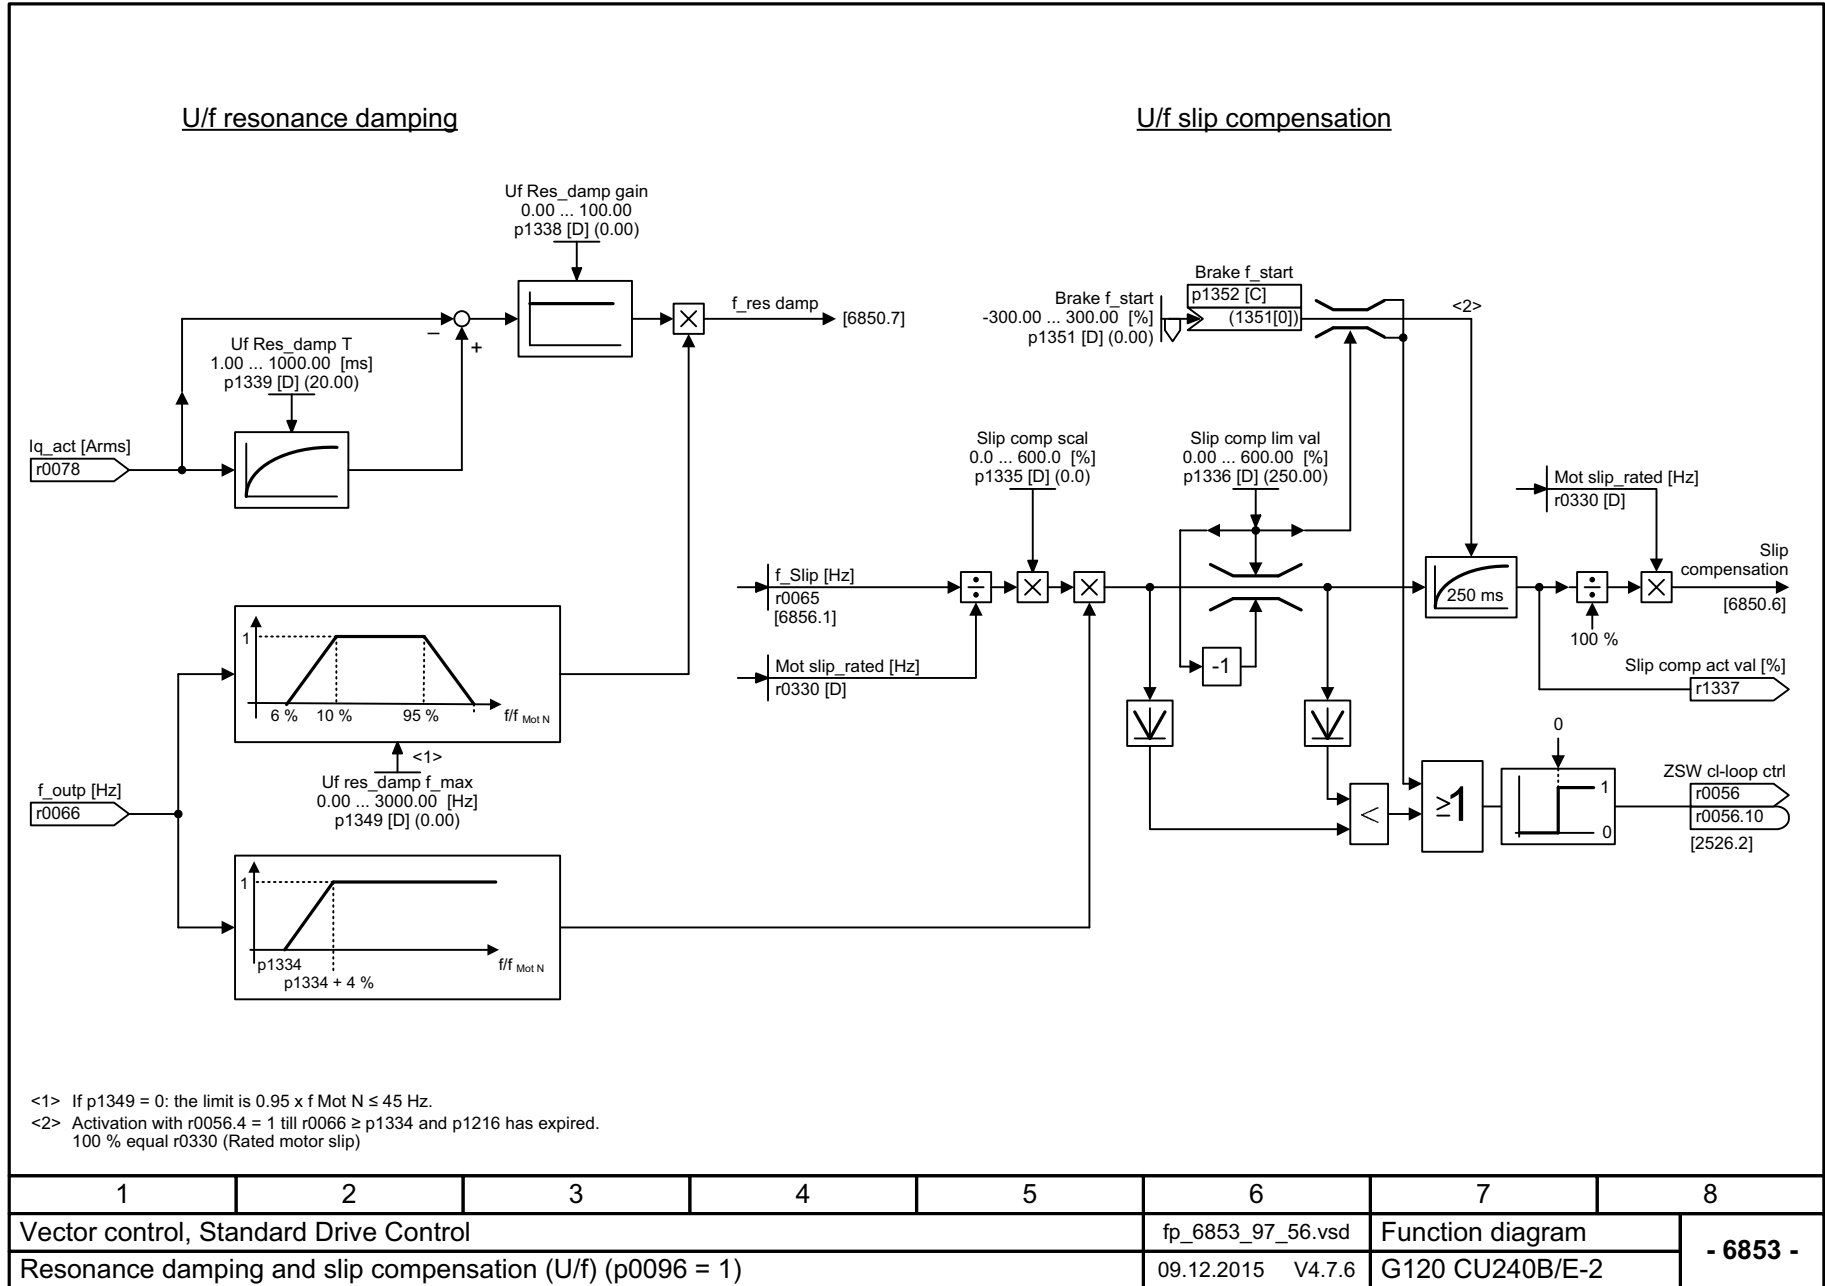 U/f resonance damping
U/f slip compensation
Uf Res_damp gain
0.00 ... 100.00
p1338 [D] (0.00)
f_res damp
[6850.7]
–
+
Uf Res_damp T
1.00 ... 1000.00 [ms]
p1339 [D] (20.00)
Iq_act [Arms]
r0078
1
6 %
10 %
95 %
f/f Mot N
<1>
Uf res_damp f_max
0.00 ... 3000.00 [Hz]
p1349 [D] (0.00)
f_outp [Hz]
r0066
1
p1334
p1334 + 4 %
f/f Mot N
Brake f_start
-300.00 ... 300.00 [%]
p1351 [D] (0.00)
Brake f_start
p1352 [C]
(1351[0])
<2>
Slip comp scal
0.0 ... 600.0 [%]
p1335 [D] (0.0)
Slip comp lim val
0.00 ... 600.00 [%]
p1336 [D] (250.00)
Mot slip_rated [Hz]
r0330 [D]
f_Slip [Hz]
r0065
[6856.1]
÷
×
×
Mot slip_rated [Hz]
r0330 [D]
-1
250 ms
÷
×
100 %
Slip
compensation
[6850.6]
Slip comp act val [%]
r1337
<
≥1
0
1
0
ZSW cl-loop ctrl
r0056
r0056.10
[2526.2]
<1> If p1349 = 0: the limit is 0.95 x f Mot N ≤ 45 Hz.
<2> Activation with r0056.4 = 1 till r0066 ≥ p1334 and p1216 has expired.
100 % equal r0330 (Rated motor slip)
1 2 3 4 5 6 7 8
Vector control, Standard Drive Control
fp_6853_97_56.vsd
Function diagram
- 6853 -
Resonance damping and slip compensation (U/f) (p0096 = 1)
09.12.2015 V4.7.6
G120 CU240B/E-2